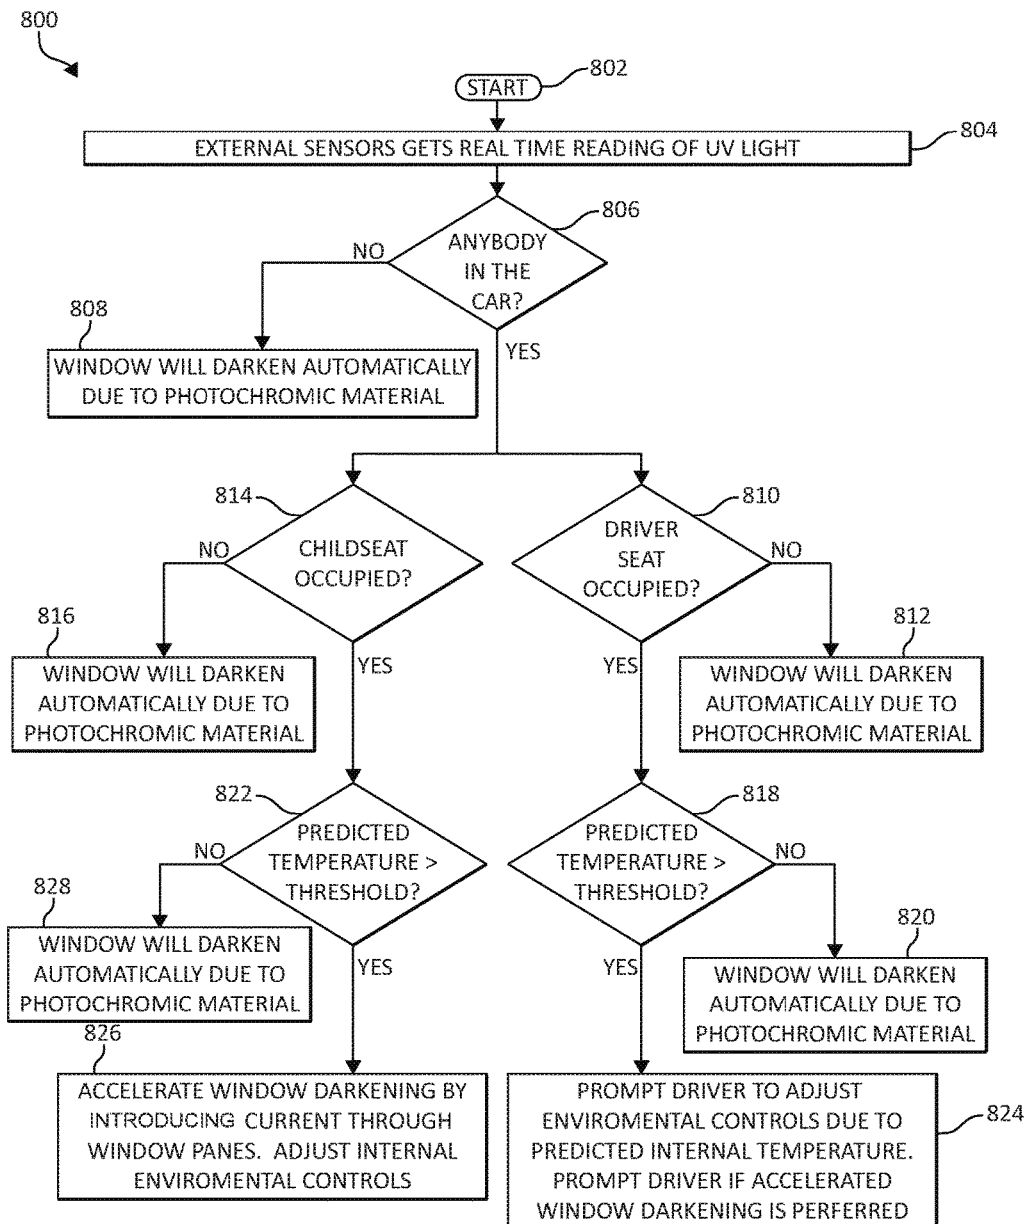 800
802
START
804
EXTERNAL SENSORS GETS REAL TIME READING OF UV LIGHT
806
ANYBODY
IN THE
CAR?
NO
YES
808
WINDOW WILL DARKEN AUTOMATICALLY
DUE TO PHOTOCHROMIC MATERIAL
814
CHILDSEAT
OCCUPIED?
NO
YES
810
DRIVER
SEAT
OCCUPIED?
NO
YES
816
WINDOW WILL DARKEN
AUTOMATICALLY DUE TO
PHOTOCHROMIC MATERIAL
812
WINDOW WILL DARKEN
AUTOMATICALLY DUE TO
PHOTOCHROMIC MATERIAL
822
PREDICTED
TEMPERATURE >
THRESHOLD?
NO
YES
818
PREDICTED
TEMPERATURE >
THRESHOLD?
NO
YES
828
WINDOW WILL DARKEN
AUTOMATICALLY DUE TO
PHOTOCHROMIC MATERIAL
820
WINDOW WILL DARKEN
AUTOMATICALLY DUE TO
PHOTOCHROMIC MATERIAL
826
ACCELERATE WINDOW DARKENING BY
INTRODUCING CURRENT THROUGH
WINDOW PANES. ADJUST INTERNAL
ENVIROMENTAL CONTROLS
824
PROMPT DRIVER TO ADJUST
ENVIROMENTAL CONTROLS DUE TO
PREDICTED INTERNAL TEMPERATURE.
PROMPT DRIVER IF ACCELERATED
WINDOW DARKENING IS PERFERRED